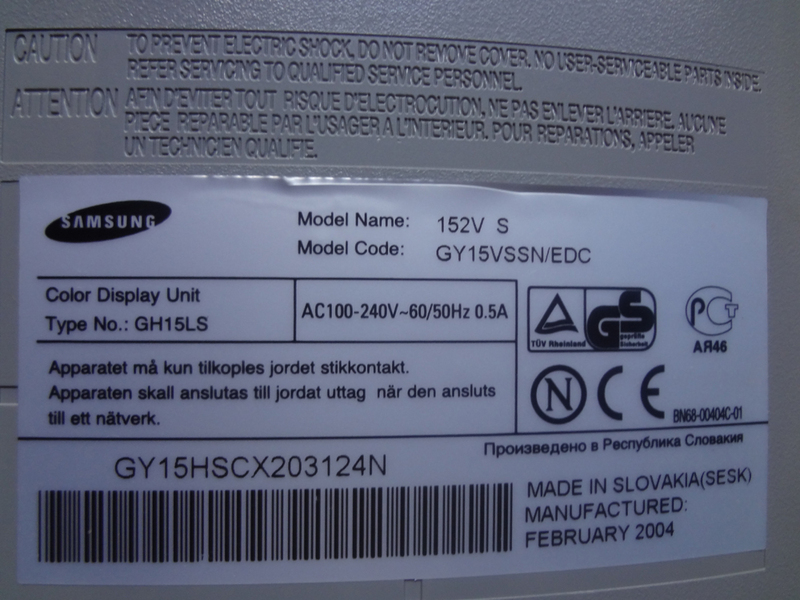 CAUTION TO PREVENT ELECTRIC SHOCK, DO NOT REMOVE COVER. NO USER-SERVICEABLE PARTS INSIDE.
REFER SERVICING TO QUALIFIED SERVICE PERSONNEL.
ATTENTION AFIN D'EVITER TOUT RISQUE D'ELECTROCUTION, NE PAS ENLEVER L'ARRIERE. AUCUNE
PIECE REPARABLE PAR L'USAGER A L'INTERIEUR. POUR REPARATIONS, APPELER
UN TECHNICIEN QUALIFIE.
SAMSUNG
Model Name: 152V S
Model Code: GY15VSSN/EDC
Color Display Unit
Type No.: GH15LS
AC100-240V~60/50Hz 0.5A
TÜV Rheinland
GS
geprüfte
Sicherheit
РСТ
АЯ46
Apparatet må kun tilkoples jordet stikkontakt.
Apparaten skall anslutas till jordat uttag när den ansluts
till ett nätverk.
N CE
BN68-00404C-01
Произведено в Республика Словакия
GY15HSCX203124N
MADE IN SLOVAKIA(SESK)
MANUFACTURED:
FEBRUARY 2004